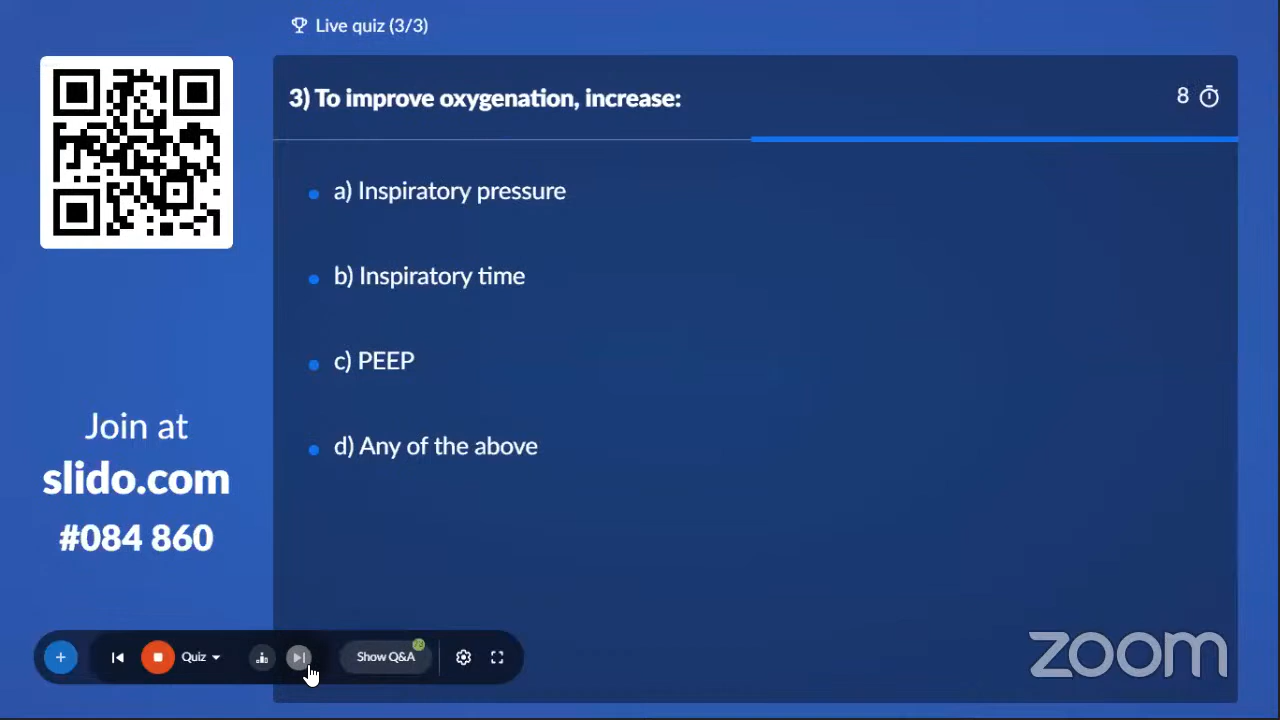 Live quiz (3/3)
3) To improve oxygenation, increase:
8
a) Inspiratory pressure
b) Inspiratory time
c) PEEP
d) Any of the above
Join at
slido.com
#084 860
Quiz
Show Q&A
zoom